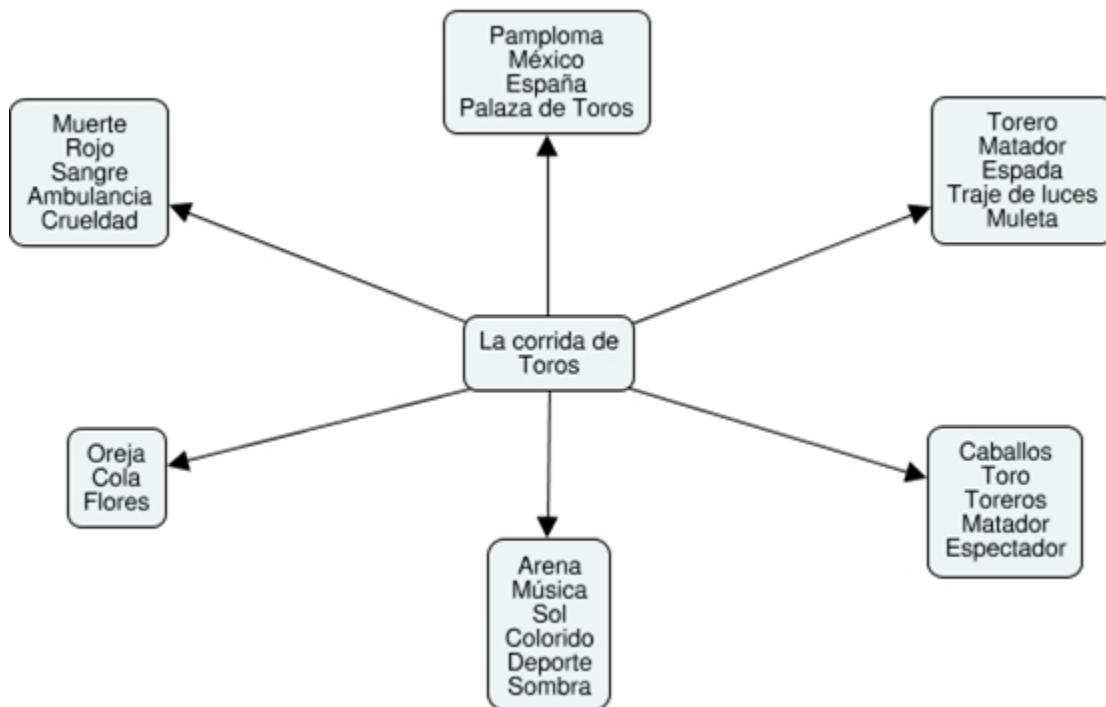 Pamploma
México
España
Palaza de Toros
Muerte
Rojo
Sangre
Ambulancia
Crueldad
Torero
Matador
Espada
Traje de luces
Muleta
La corrida de
Toros
Oreja
Cola
Flores
Caballos
Toro
Toreros
Matador
Espectador
Arena
Música
Sol
Colorido
Deporte
Sombra